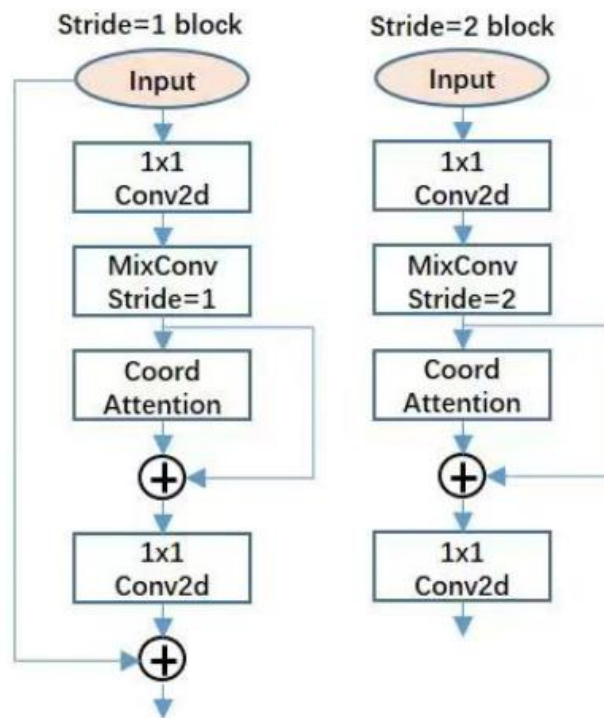 Stride=1 block
Input
1x1
Conv2d
MixConv
Stride=1
Coord
Attention
+
1x1
Conv2d
+
Stride=2 block
Input
1x1
Conv2d
MixConv
Stride=2
Coord
Attention
+
1x1
Conv2d